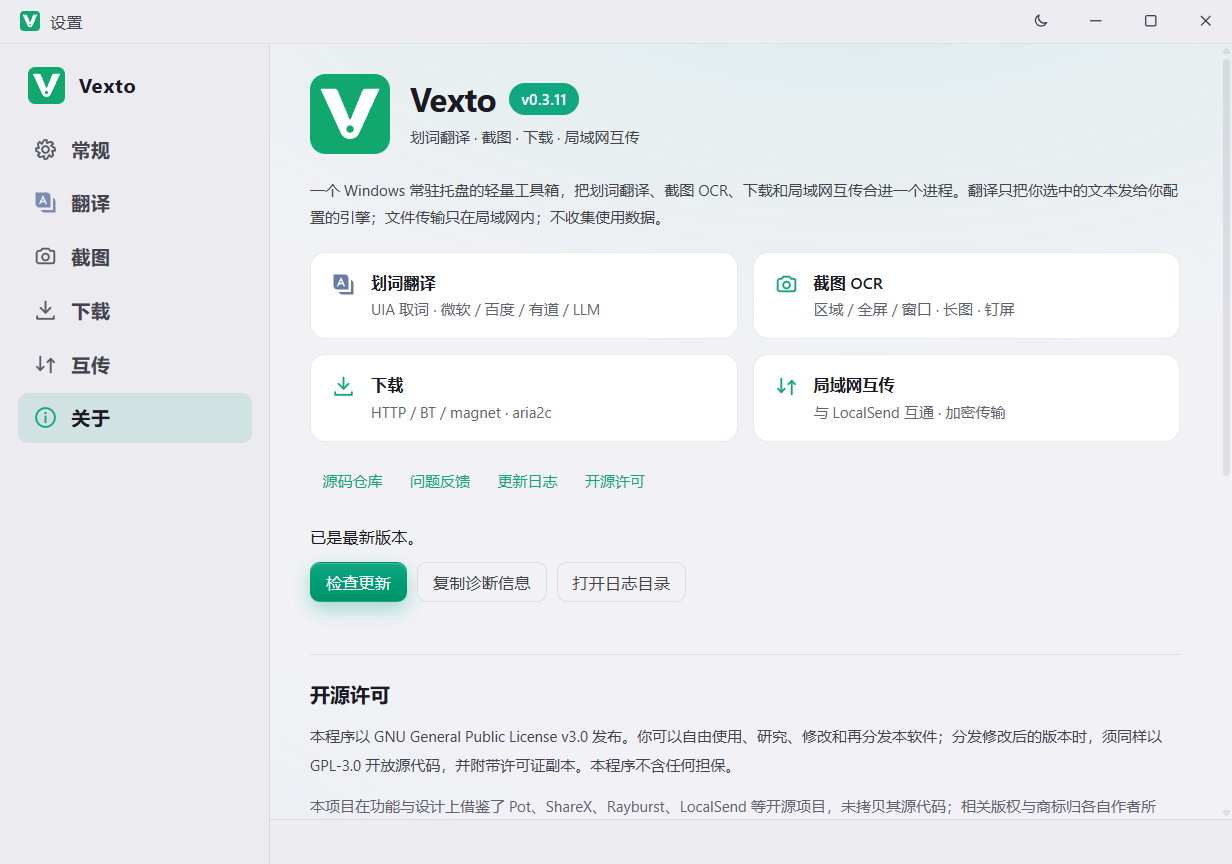 设置
Vexto
常规
翻译
截图
下载
互传
关于
Vexto v0.3.11
划词翻译 · 截图 · 下载 · 局域网互传
一个 Windows 常驻托盘的轻量工具箱，把划词翻译、截图 OCR、下载和局域网互传合进一个进程。翻译只把你选中的文本发给你配
置的引擎；文件传输只在局域网内；不收集使用数据。
划词翻译
UIA 取词 · 微软 / 百度 / 有道 / LLM
截图 OCR
区域 / 全屏 / 窗口 · 长图 · 钉屏
下载
HTTP / BT / magnet · aria2c
局域网互传
与 LocalSend 互通 · 加密传输
源码仓库 问题反馈 更新日志 开源许可
已是最新版本。
检查更新 复制诊断信息 打开日志目录
开源许可
本程序以 GNU General Public License v3.0 发布。你可以自由使用、研究、修改和再分发本软件；分发修改后的版本时，须同样以
GPL-3.0 开放源代码，并附带许可证副本。本程序不含任何担保。
本项目在功能与设计上借鉴了 Pot、ShareX、Rayburst、LocalSend 等开源项目，未拷贝其源代码；相关版权与商标归各自作者所